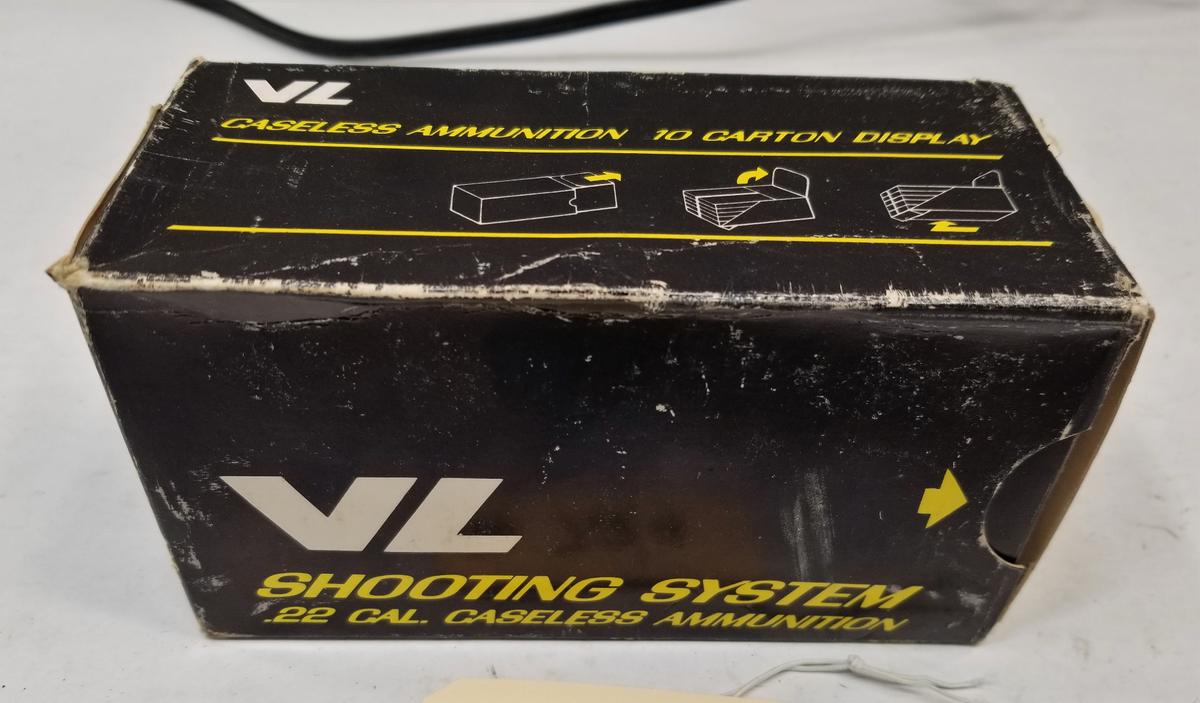 VL
CASELESS AMMUNITION 10 CARTON DISPLAY
VL
SHOOTING SYSTEM
.22 CAL. CASELESS AMMUNITION